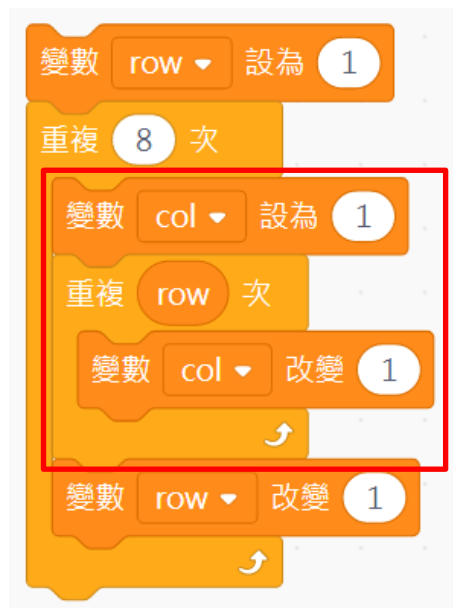 變數 row 設為 1
重複 8 次
變數 col 設為 1
重複 row 次
變數 col 改變 1
變數 row 改變 1